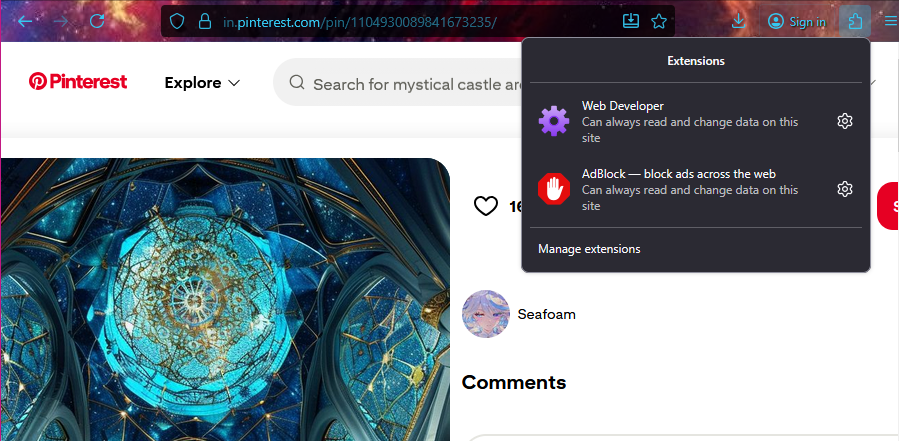 in.pinterest.com/pin/1104930089841673235/
Sign in
Pinterest
Explore
Search for mystical castle
Extensions
Web Developer
Can always read and change data on this
site
AdBlock — block ads across the web
Can always read and change data on this
site
Manage extensions
Seafoam
Comments